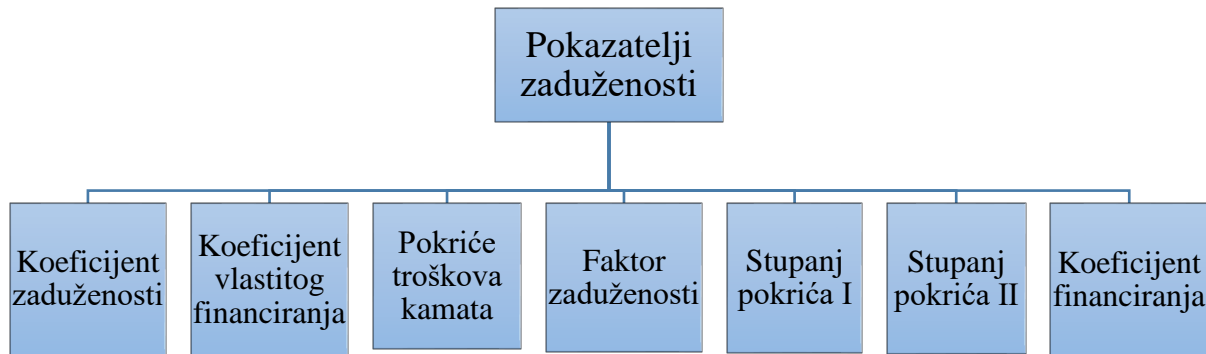 Pokazatelji
zaduženosti
Koeficijent
zaduženosti
Koeficijent
vlastitog
financiranja
Pokriće
troškova
kamata
Faktor
zaduženosti
Stupanj
pokrića I
Stupanj
pokrića II
Koeficijent
financiranja